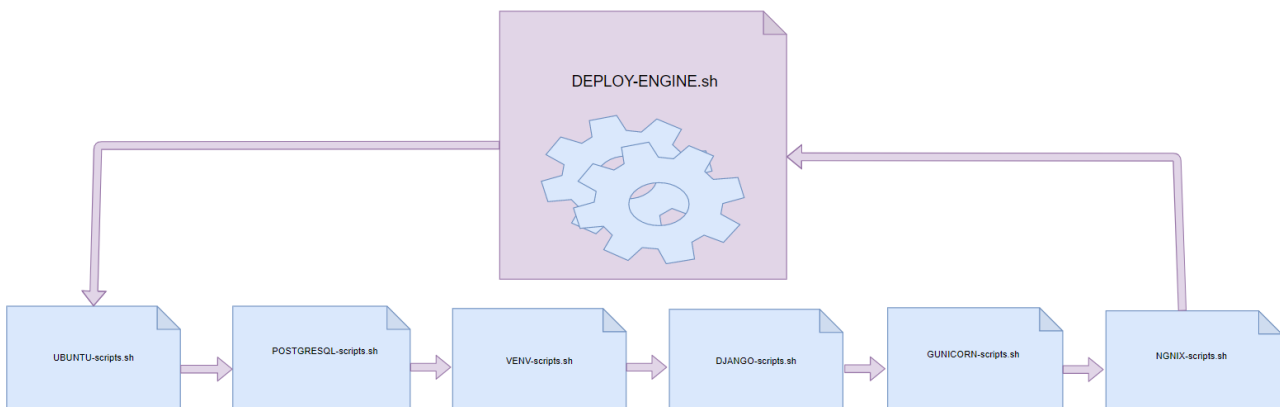 DEPLOY-ENGINE.sh
UBUNTU-scripts.sh
POSTGRESQL-scripts.sh
VENV-scripts.sh
DJANGO-scripts.sh
GUNICORN-scripts.sh
NGNIX-scripts.sh